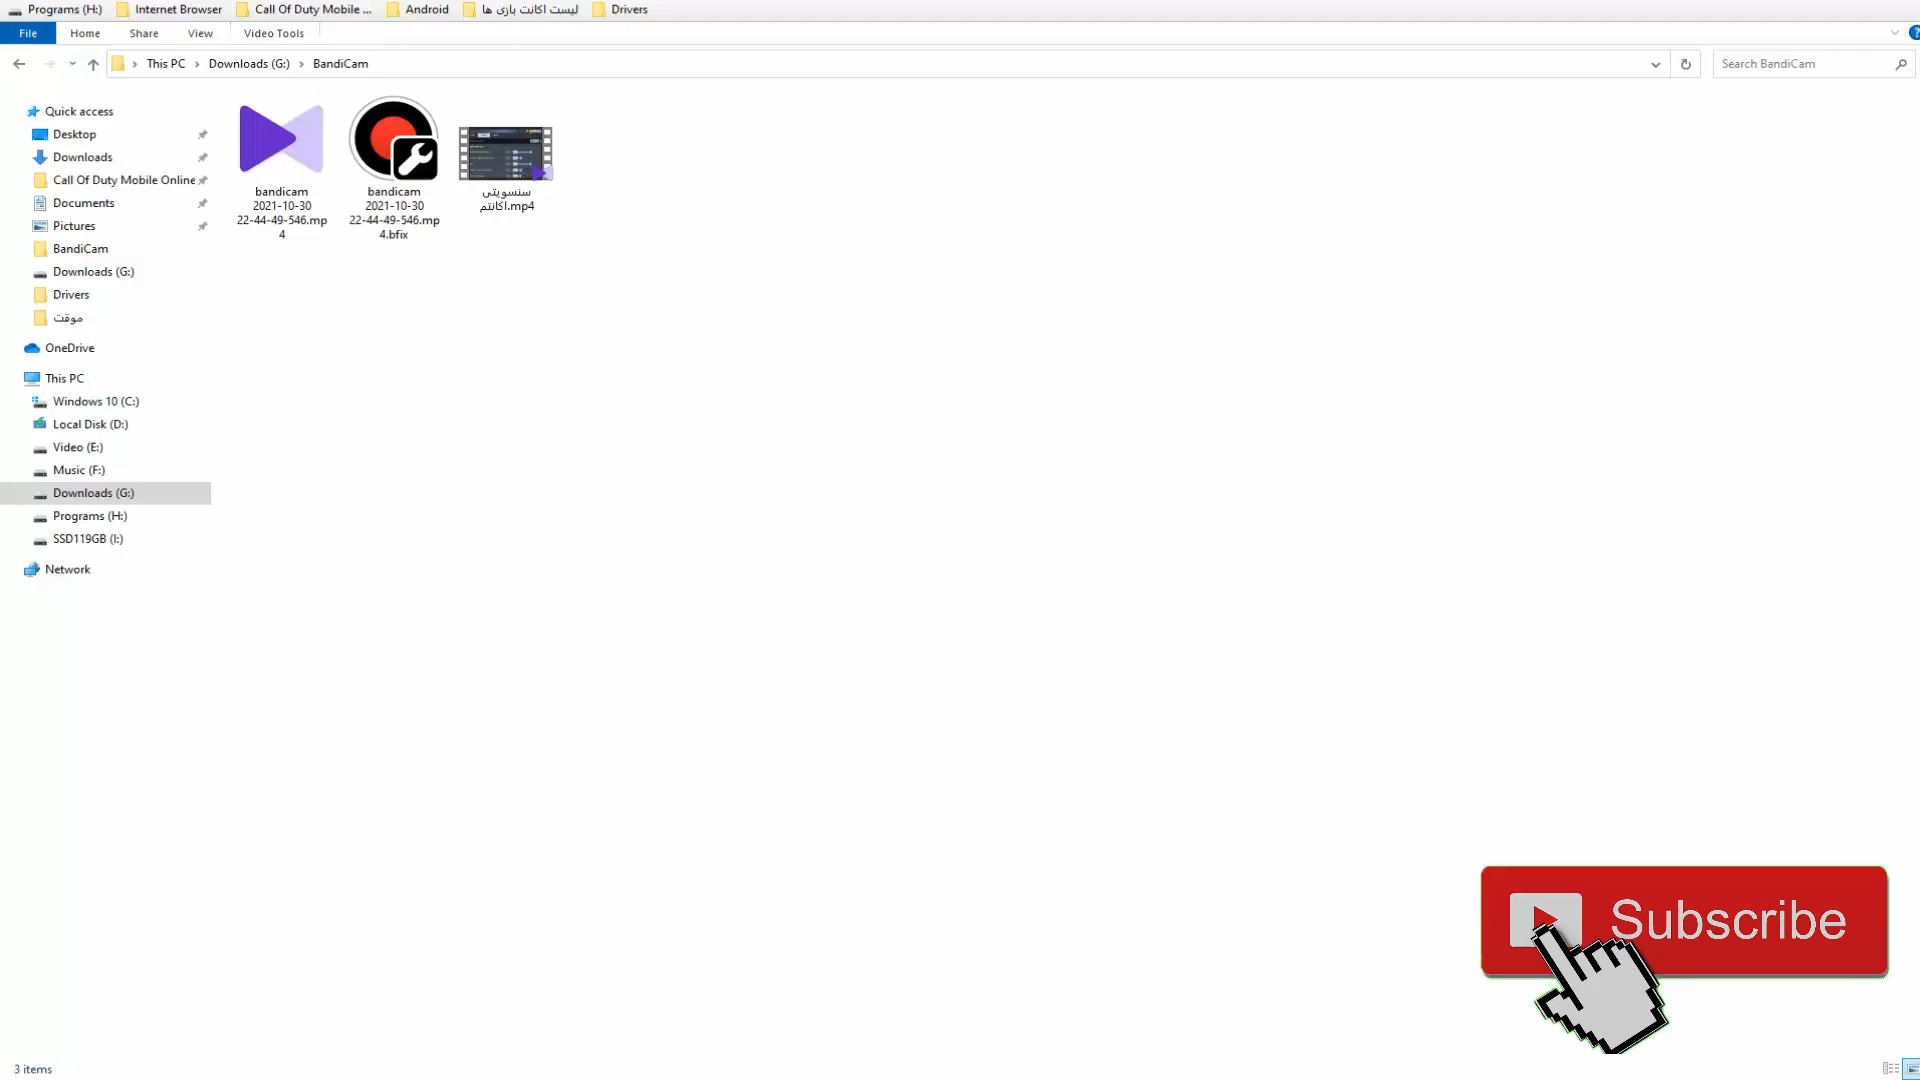 Programs (H:) Internet Browser Call Of Duty Mobile ... Android لیست اکانت بازی ها Drivers
File Home Share View Video Tools
This PC Downloads (G:) BandiCam Search BandiCam
Quick access
Desktop
Downloads
Call Of Duty Mobile Online
Documents
Pictures
BandiCam
Downloads (G:)
Drivers
موقت
OneDrive
This PC
Windows 10 (C:)
Local Disk (D:)
Video (E:)
Music (F:)
Downloads (G:)
Programs (H:)
SSD119GB (I:)
Network
bandicam
2021-10-30
22-44-49-546.mp
4
bandicam
2021-10-30
22-44-49-546.mp
4.bfix
سنسویتی
اکانتم.mp4
Subscribe
3 items